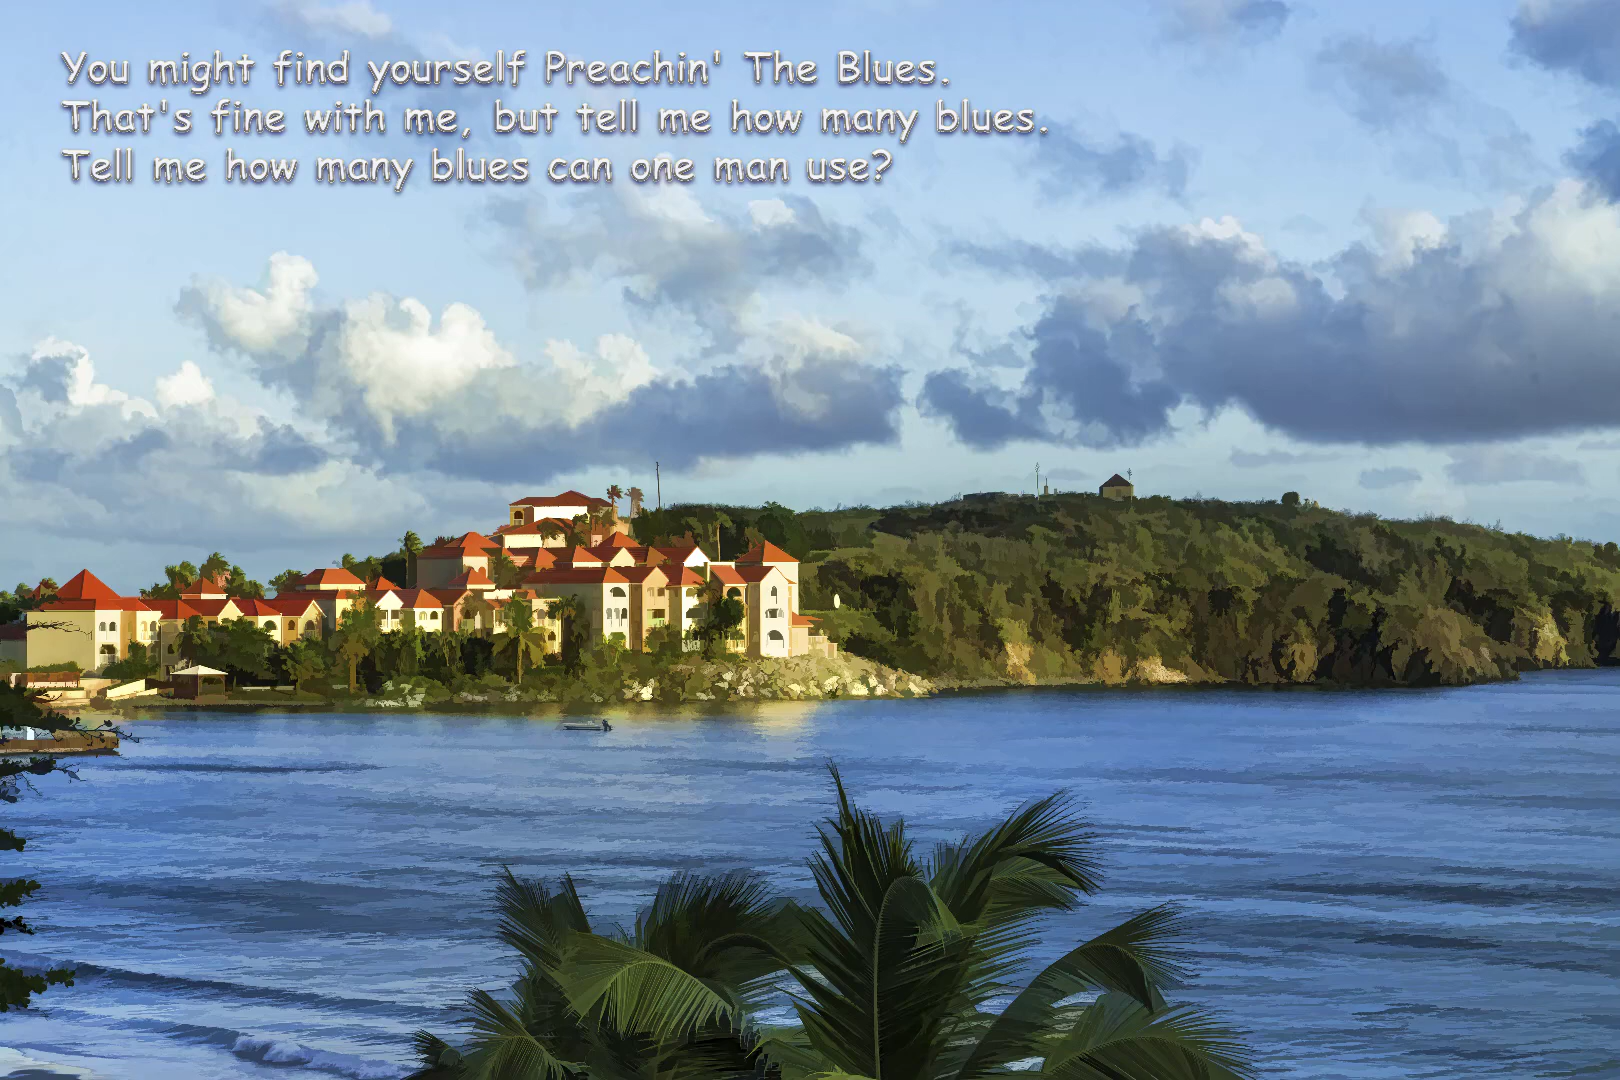 You might find yourself Preachin' The Blues.
That's fine with me, but tell me how many blues.
Tell me how many blues can one man use?